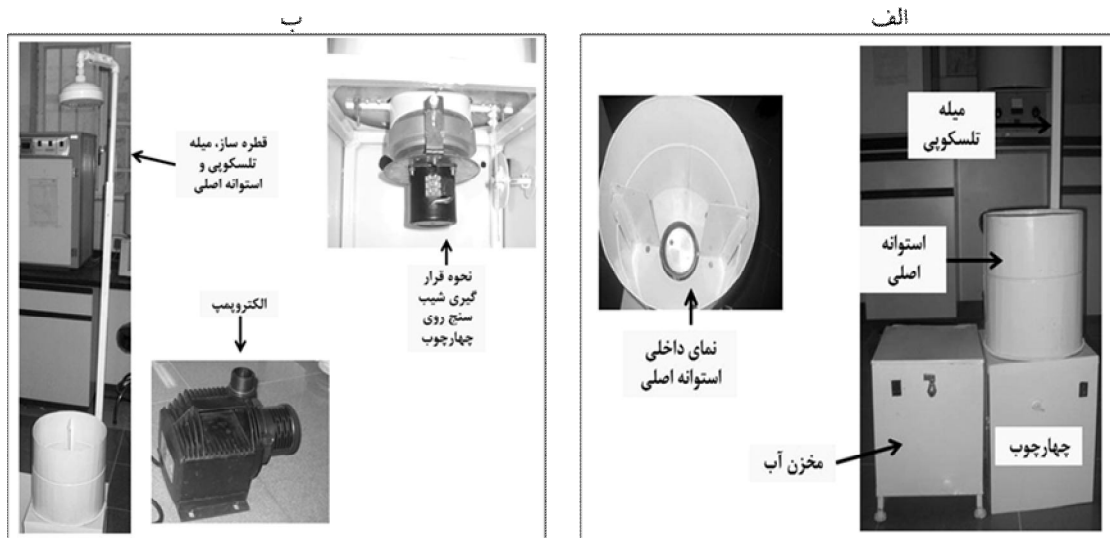 الف
میله
تلسکوپی
استوانه
اصلی
نمای داخلی
استوانه اصلی
مخزن آب
چهارچوب
ب
قطره ساز، میله
تلسکوپی و
استوانه اصلی
نحوه قرار
گیری شیب
سنج روی
چهارچوب
الکتروپمپ